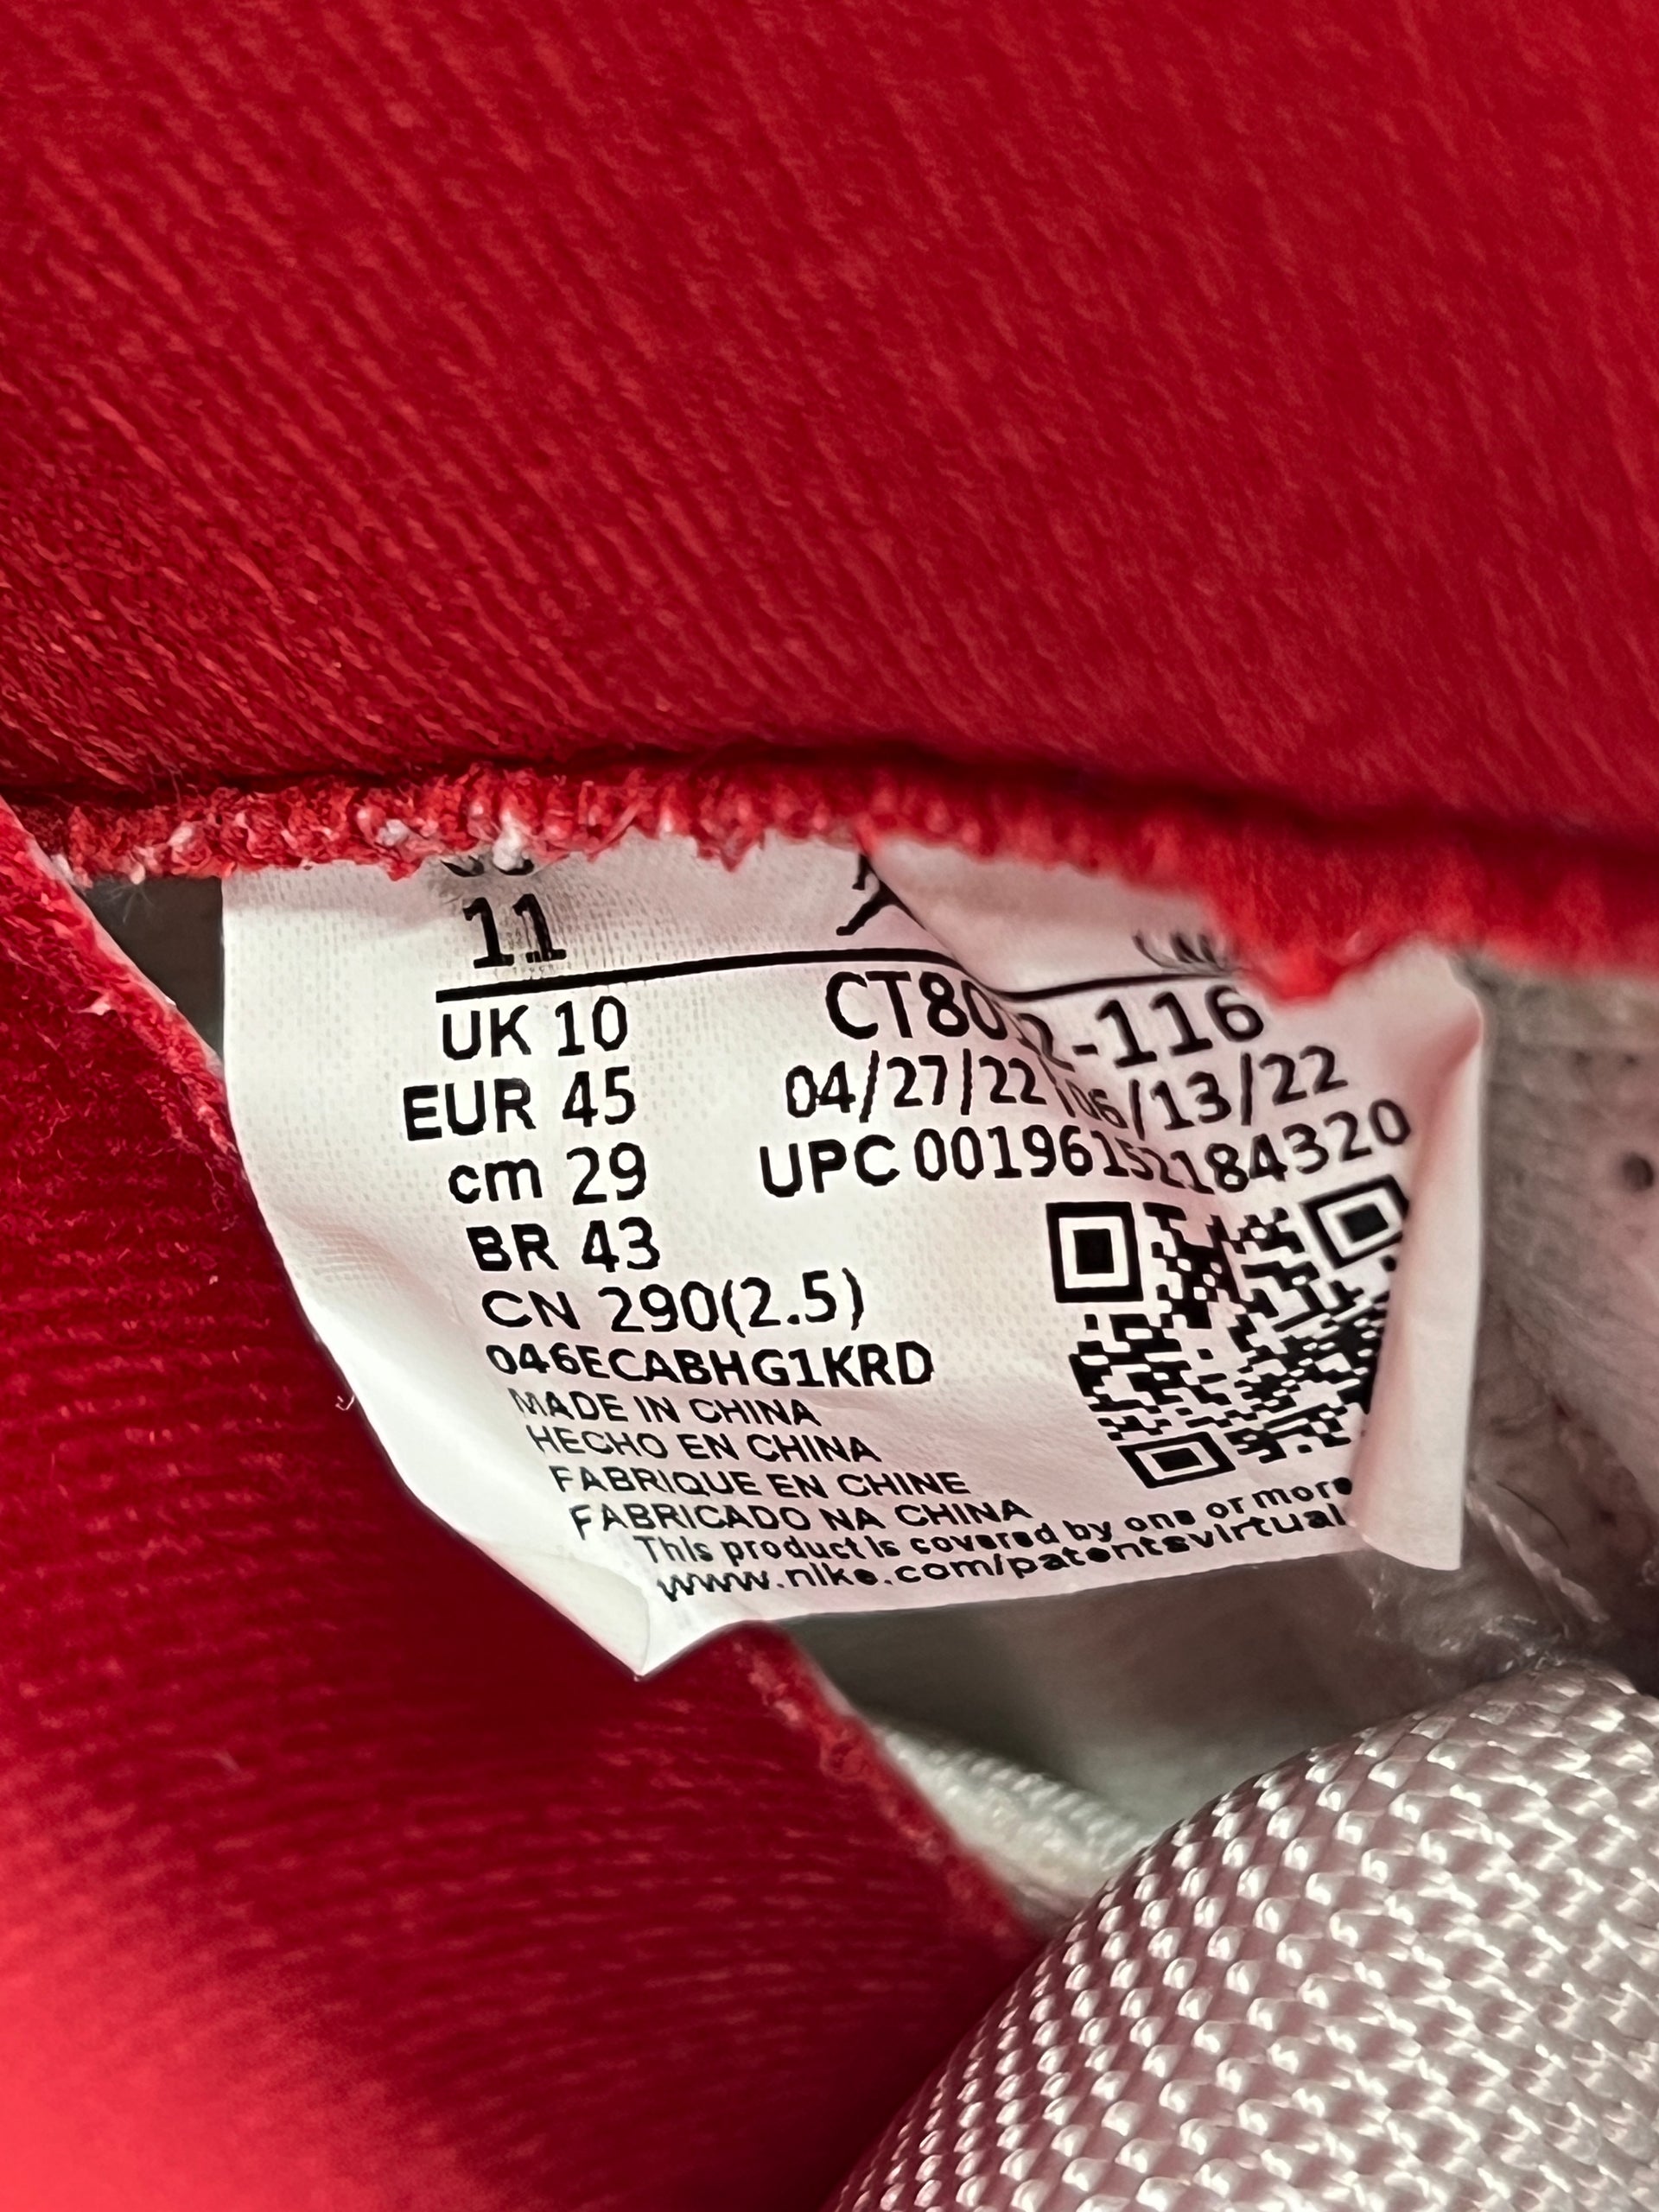 11
UK 10
EUR 45
cm 29
BR 43
CN 290(2.5)
04/27/22 06/13/22
UPC 00196152184320
046ECABHG1KRD
MADE IN CHINA
HECHO EN CHINA
FABRIQUE EN CHINE
FABRICADO NA CHINA
This product is covered by one or more
www.nike.com/patentsvirtual